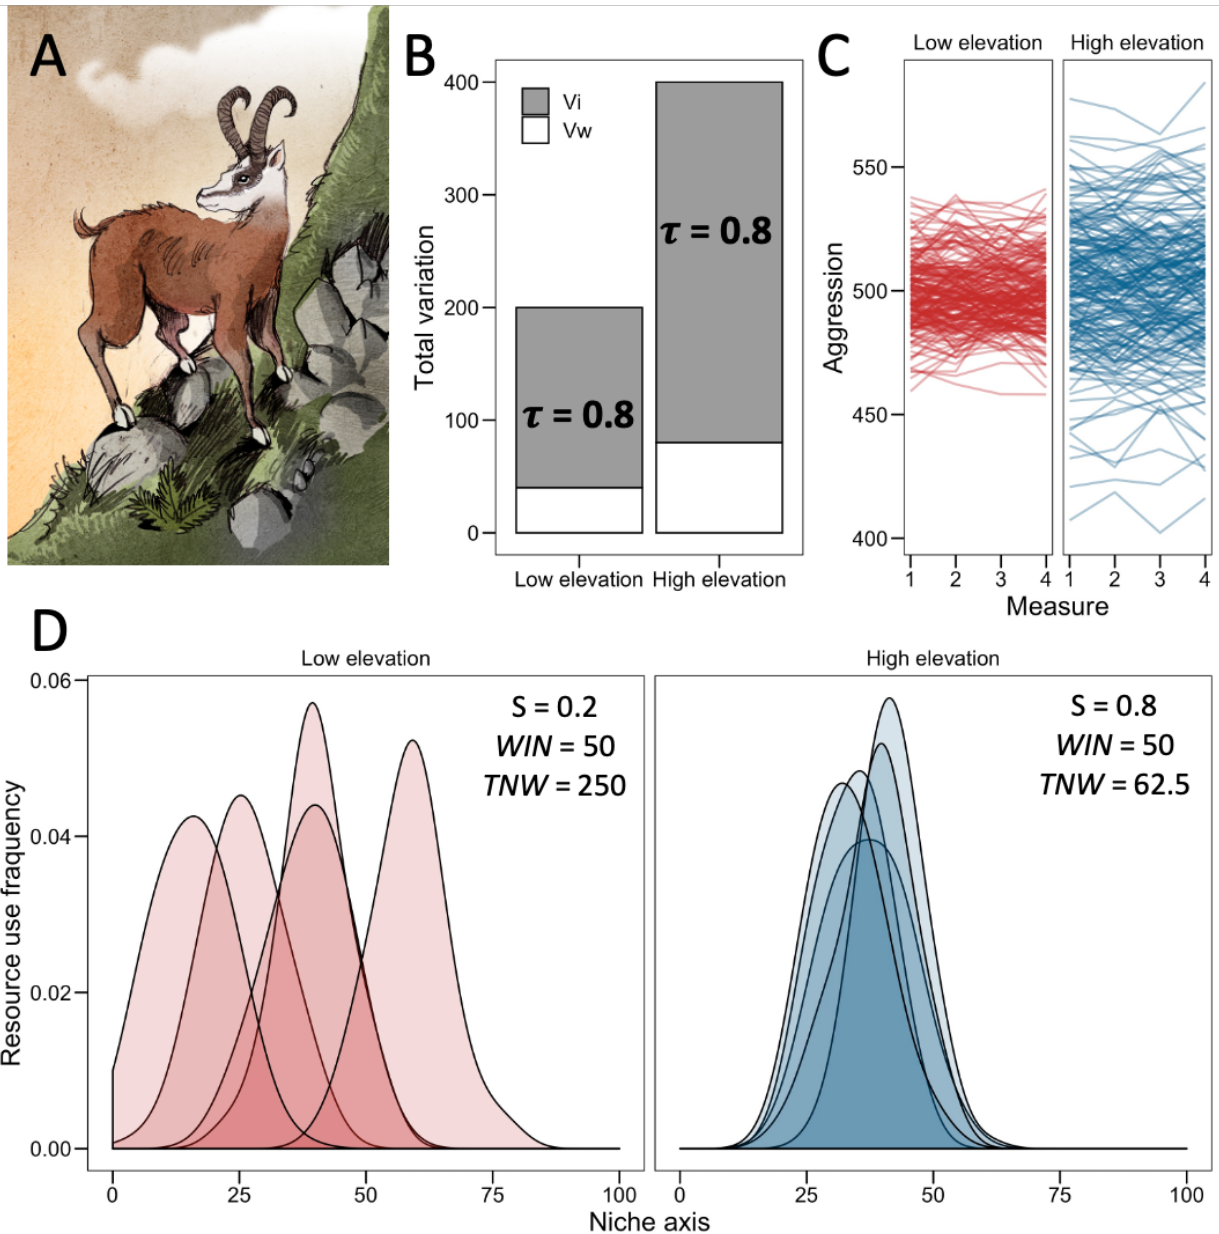 A
B
400
300
200
100
0
Total variation
Vi
Vw
τ = 0.8
τ = 0.8
Low elevation
High elevation
C
Low elevation
High elevation
550
500
450
400
Aggression
1 2 3 4
1 2 3 4
Measure
D
Low elevation
High elevation
0.06
0.04
0.02
0.00
Resource use fraquency
S = 0.2
WIN = 50
TNW = 250
S = 0.8
WIN = 50
TNW = 62.5
0 25 50 75 100
0 25 50 75 100
Niche axis